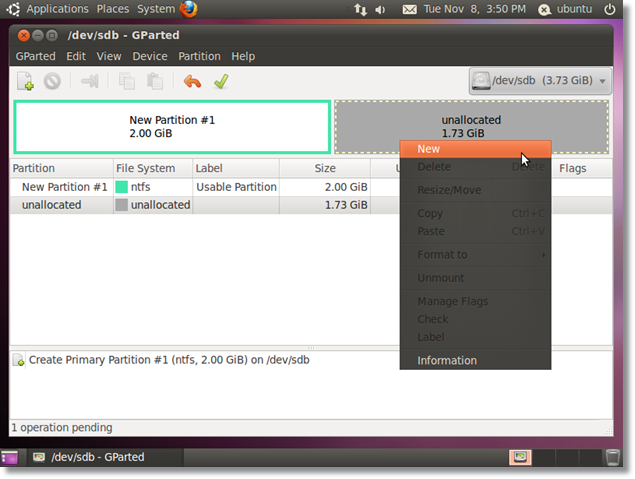 Applications Places System Tue Nov 8, 3:50 PM ubuntu
/dev/sdb - GParted
GParted Edit View Device Partition Help
/dev/sdb (3.73 GiB)
New Partition #1
2.00 GiB
unallocated
1.73 GiB
Partition File System Label Size Flags
New Partition #1 ntfs Usable Partition 2.00 GiB
unallocated unallocated 1.73 GiB
New
Delete Delete
Resize/Move
Copy Ctrl+C
Paste Ctrl+V
Format to
Unmount
Manage Flags
Check
Label
Information
Create Primary Partition #1 (ntfs, 2.00 GiB) on /dev/sdb
1 operation pending
/dev/sdb - GParted